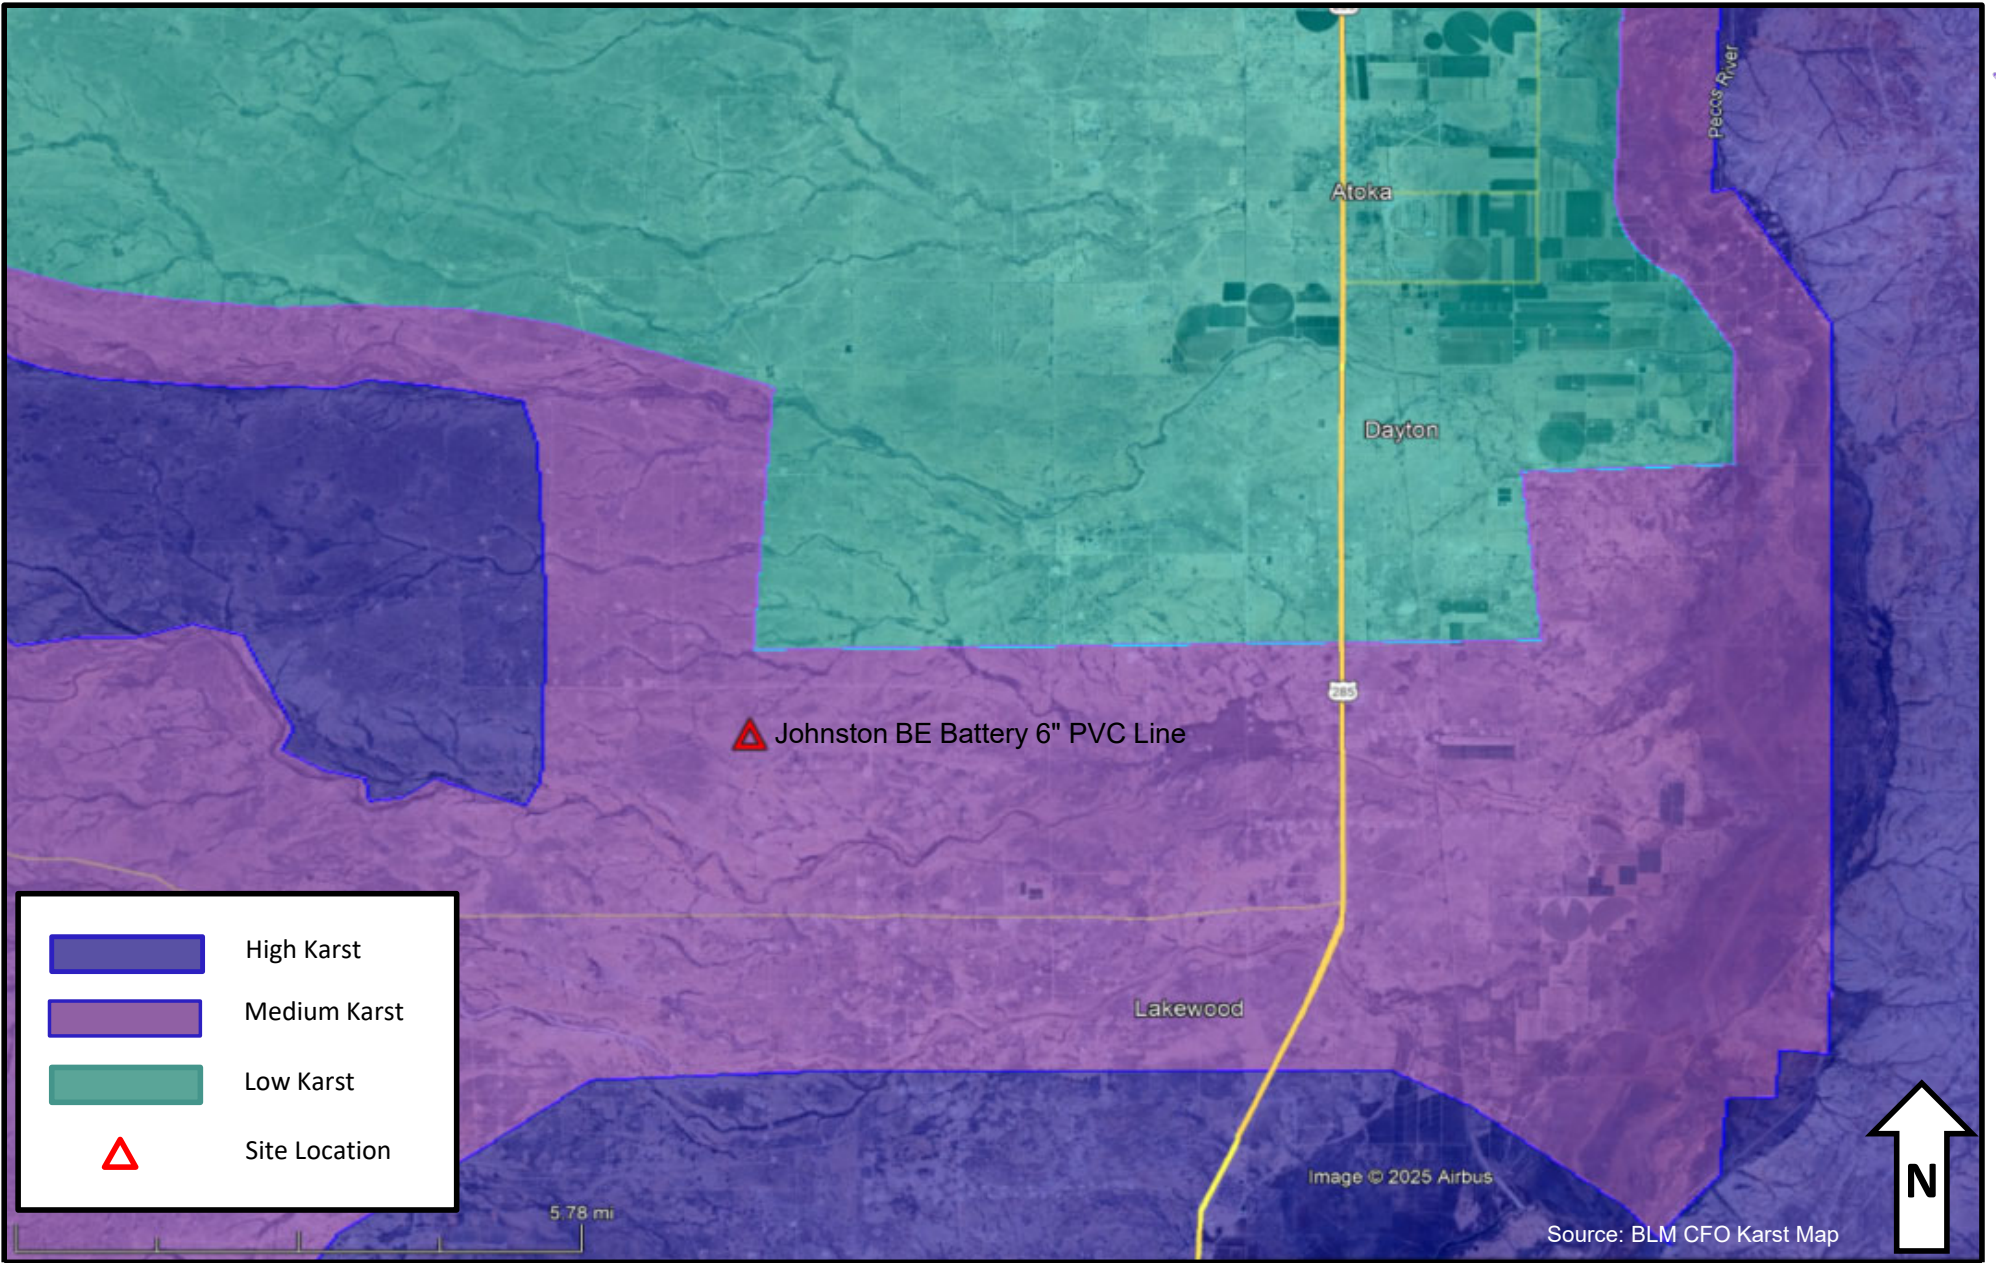 Pecos River
Atoka
Dayton
285
Johnston BE Battery 6" PVC Line
Lakewood
High Karst
Medium Karst
Low Karst
Site Location
5.78 mi
Image © 2025 Airbus
Source: BLM CFO Karst Map
N